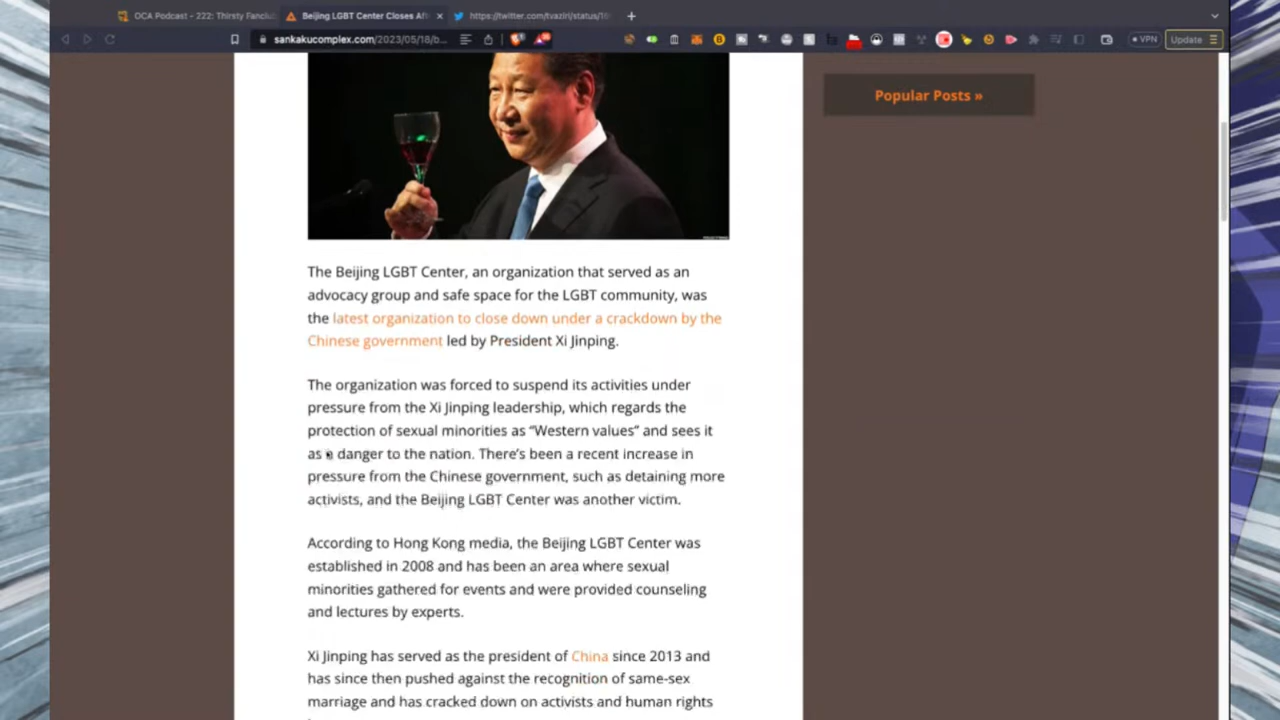 OCA Podcast - 222: Thirsty Fanclu
Beijing LGBT Center Closes Aft
https://twitter.com/tvaziri/status/16
sankakucomplex.com/2023/05/18/b...
VPN
Update
Popular Posts »
The Beijing LGBT Center, an organization that served as an
advocacy group and safe space for the LGBT community, was
the latest organization to close down under a crackdown by the
Chinese government led by President Xi Jinping.
The organization was forced to suspend its activities under
pressure from the Xi Jinping leadership, which regards the
protection of sexual minorities as “Western values” and sees it
as a danger to the nation. There’s been a recent increase in
pressure from the Chinese government, such as detaining more
activists, and the Beijing LGBT Center was another victim.
According to Hong Kong media, the Beijing LGBT Center was
established in 2008 and has been an area where sexual
minorities gathered for events and were provided counseling
and lectures by experts.
Xi Jinping has served as the president of China since 2013 and
has since then pushed against the recognition of same-sex
marriage and has cracked down on activists and human rights